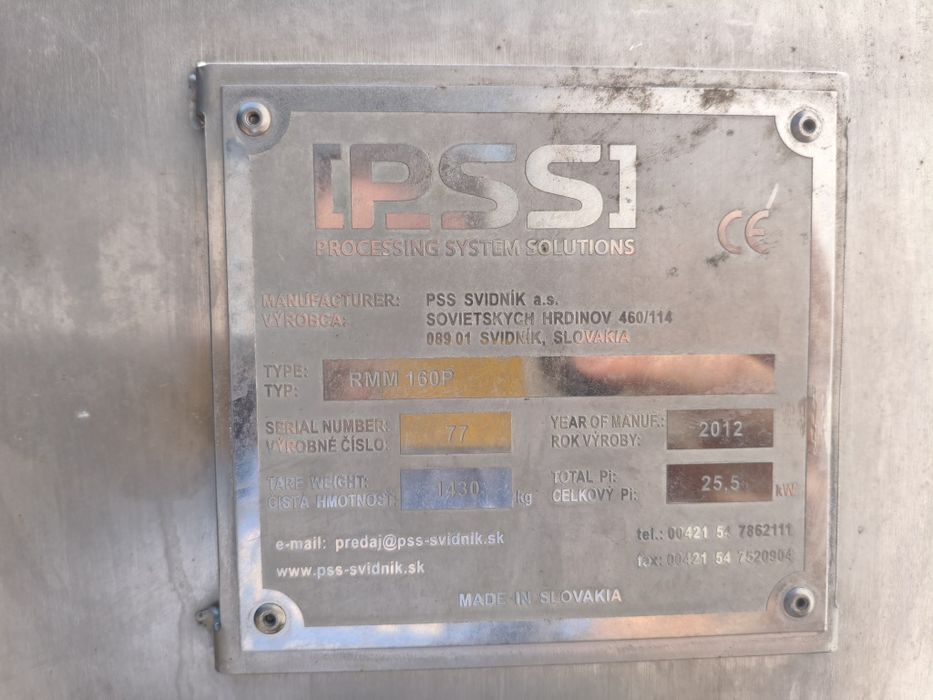 [PSS]
PROCESSING SYSTEM SOLUTIONS
CE
MANUFACTURER: PSS SVIDNÍK a.s.
VÝROBCA: SOVIETSKYCH HRDINOV 460/114
089 01 SVIDNÍK, SLOVAKIA
TYPE: RMM 160P
TYP:
SERIAL NUMBER: 77 YEAR OF MANUF.: 2012
VÝROBNÉ ČÍSLO: ROK VÝROBY:
TARE WEIGHT: 1430 kg TOTAL Pi: 25,5 kW
ČISTÁ HMOTNOSŤ: CELKOVÝ Pi:
e-mail: predaj@pss-svidnik.sk tel.: 00421 54 7862111
www.pss-svidnik.sk fax: 00421 54 7520904
MADE IN SLOVAKIA